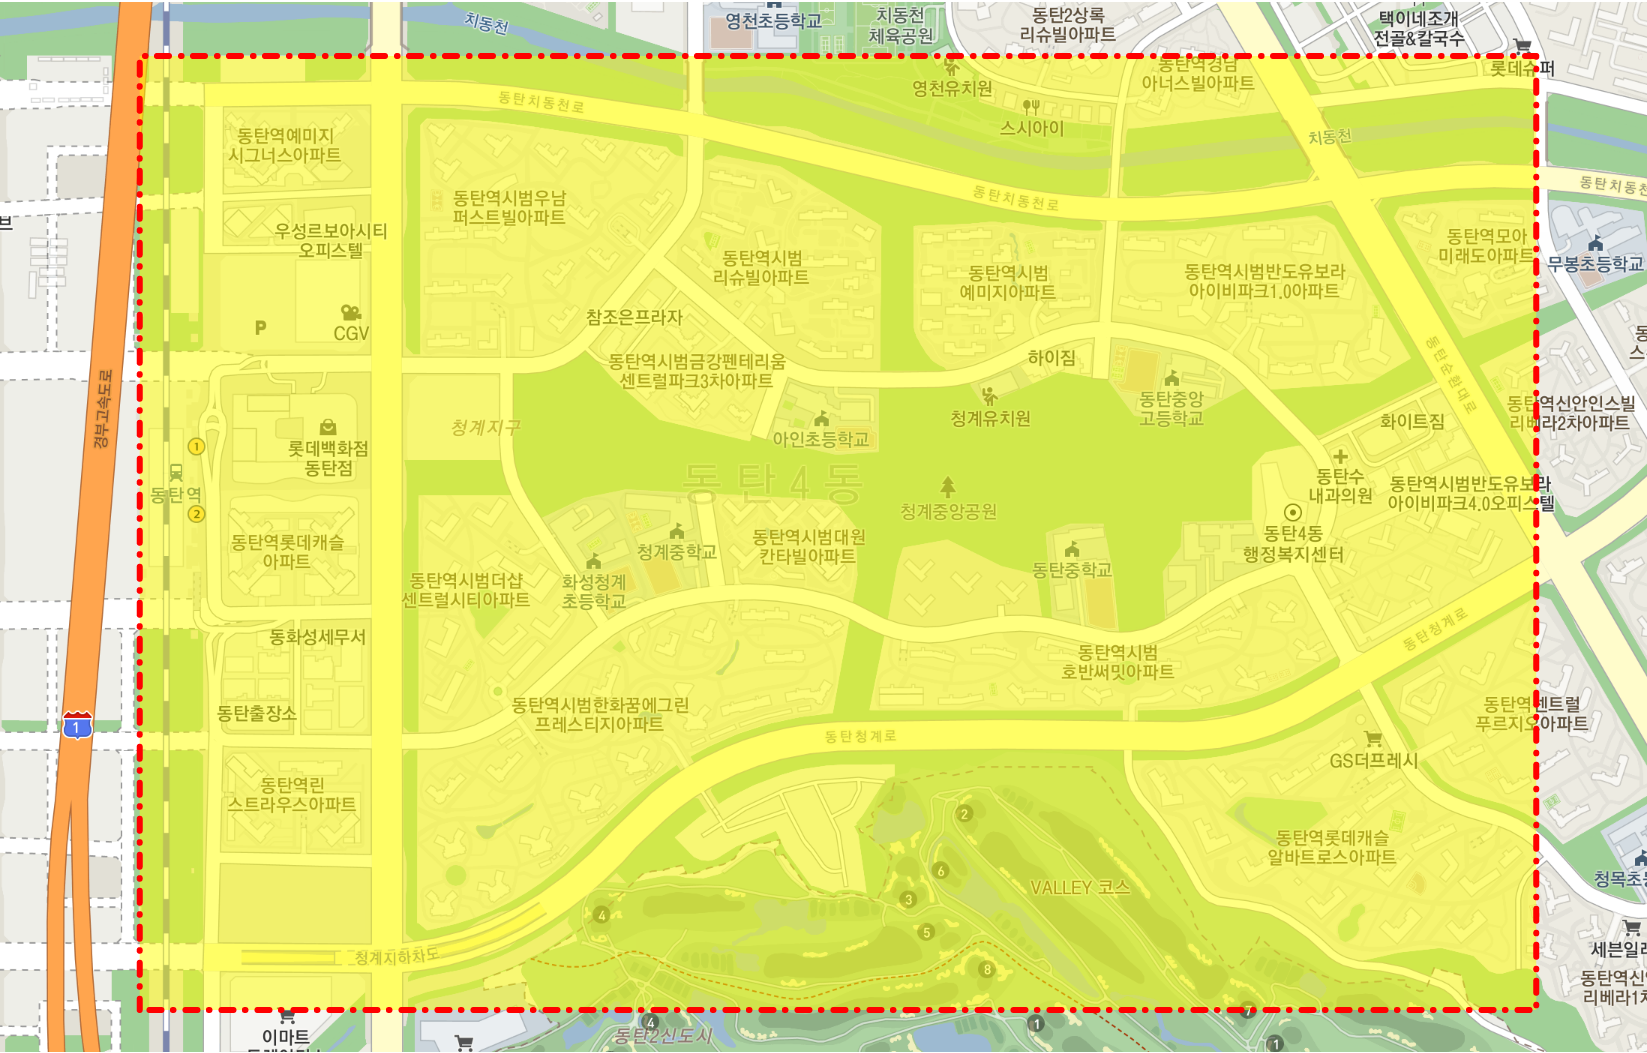 치동천
영천초등학교
치동천
체육공원
동탄2상록
리슈빌아파트
택이네조개
전골&칼국수
롯데슈퍼
영천유치원
동탄역경남
아너스빌아파트
동탄치동천로
스시아이
치동천
동탄역예미지
시그너스아파트
동탄역시범우남
퍼스트빌아파트
동탄치동천로
동탄치동천
우성르보아시티
오피스텔
동탄역시범
리슈빌아파트
동탄역시범
예미지아파트
동탄역시범반도유보라
아이비파크1.0아파트
동탄역모아
미래도아파트
무봉초등학교
P
CGV
참조은프라자
동탄역시범금강펜테리움
센트럴파크3차아파트
하이짐
동탄순환대로
경부고속도로
청계지구
롯데백화점
동탄점
아인초등학교
청계유치원
동탄중앙
고등학교
화이트짐
동탄역신안인스빌
리베라2차아파트
1
동탄역
2
동탄4동
청계중앙공원
동탄수
내과의원
동탄역시범반도유보라
아이비파크4.0오피스텔
동탄역롯데캐슬
아파트
청계중학교
동탄역시범대원
칸타빌아파트
동탄4동
행정복지센터
동탄역시범더샵
센트럴시티아파트
화성청계
초등학교
동탄중학교
동화성세무서
동탄청계로
동탄역시범
호반써밋아파트
동탄출장소
동탄역시범한화꿈에그린
프레스티지아파트
동탄역센트럴
푸르지오아파트
1
동탄청계로
GS더프레시
동탄역린
스트라우스아파트
2
동탄역롯데캐슬
알바트로스아파트
6
VALLEY 코스
3
4
5
청목초등
청계지하차도
8
세븐일레
동탄역신안
리베라1차
7
이마트
4
동탄2신도시
1
1